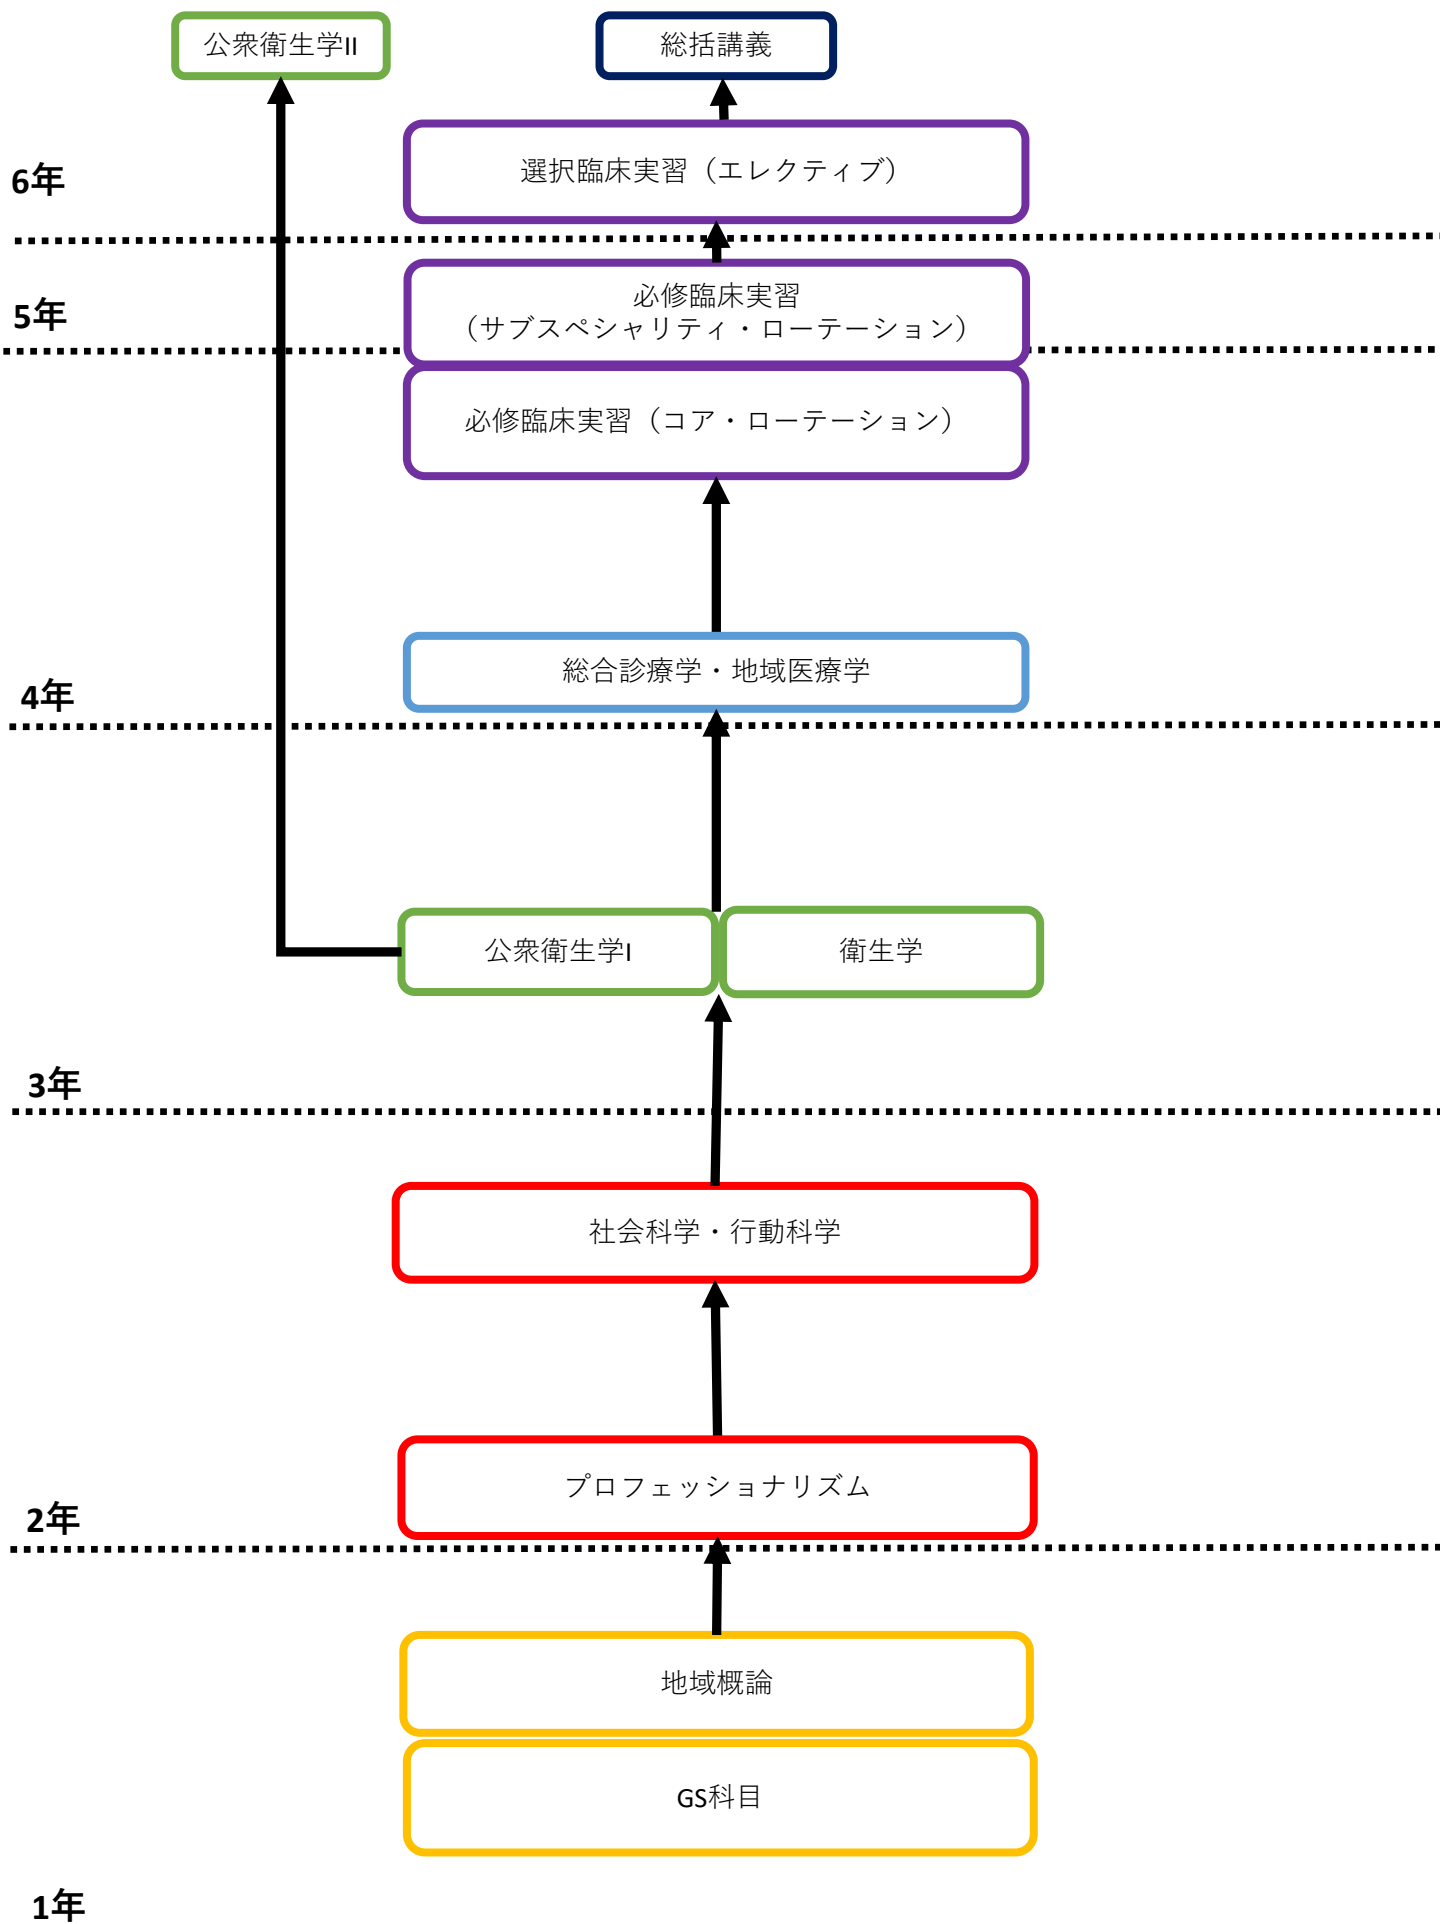 公衆衛生学II
総括講義
選択臨床実習（エレクティブ）
6年
必修臨床実習
（サブスペシャリティ・ローテーション）
5年
必修臨床実習（コア・ローテーション）
総合診療学・地域医療学
4年
公衆衛生学I
衛生学
3年
社会科学・行動科学
プロフェッショナリズム
2年
地域概論
GS科目
1年